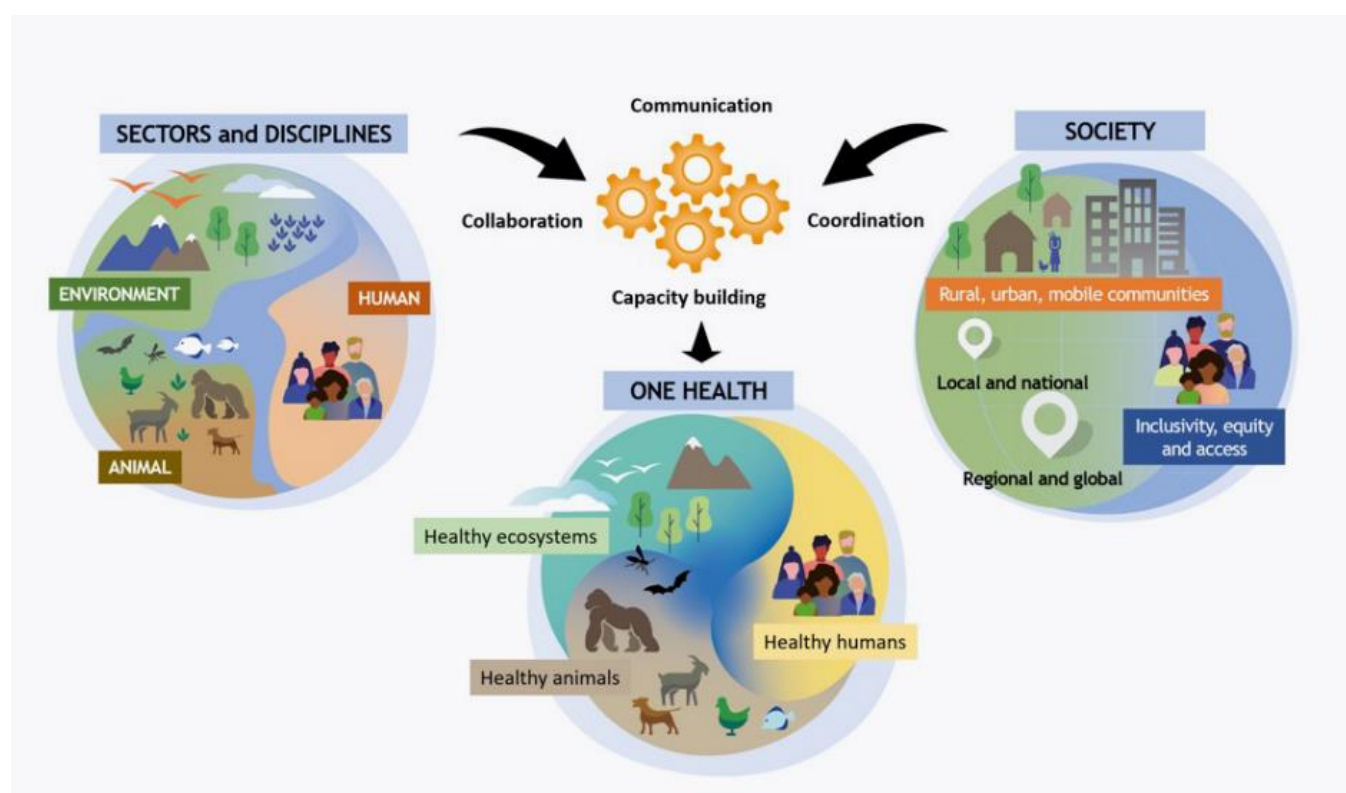 SECTORS and DISCIPLINES
ENVIRONMENT
HUMAN
ANIMAL
Communication
Collaboration
Coordination
Capacity building
SOCIETY
Rural, urban, mobile communities
Local and national
Inclusivity, equity
and access
Regional and global
ONE HEALTH
Healthy ecosystems
Healthy humans
Healthy animals